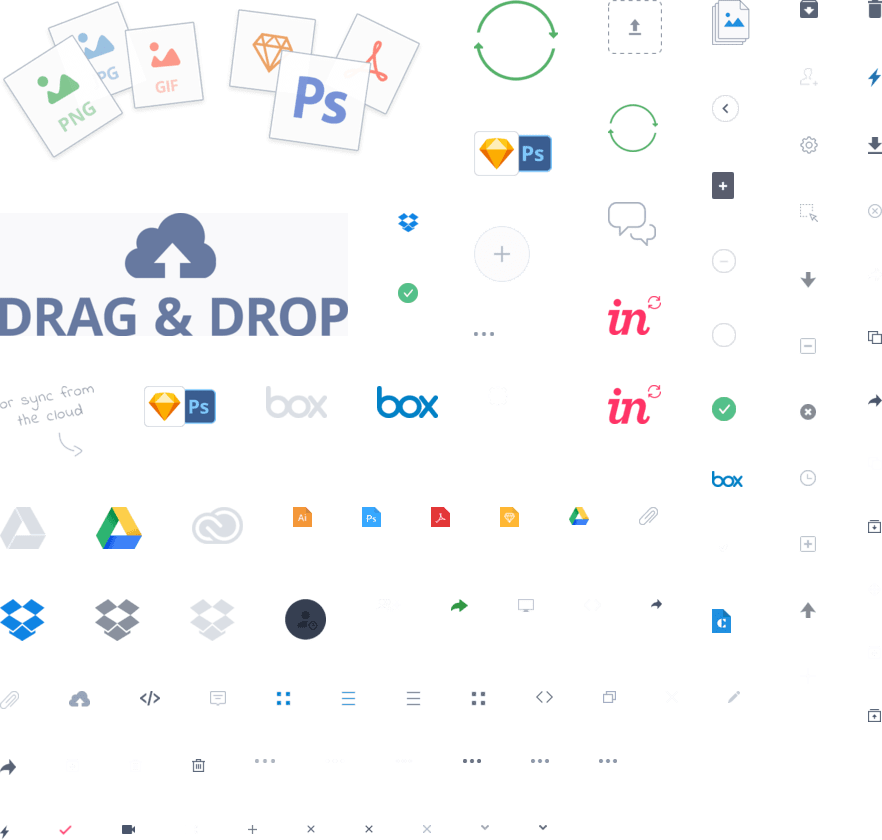 PG
GIF
PNG
Ps
Ps
DRAG & DROP
in
or sync from
the cloud
Ps
box
box
in
box
Ai
Ps